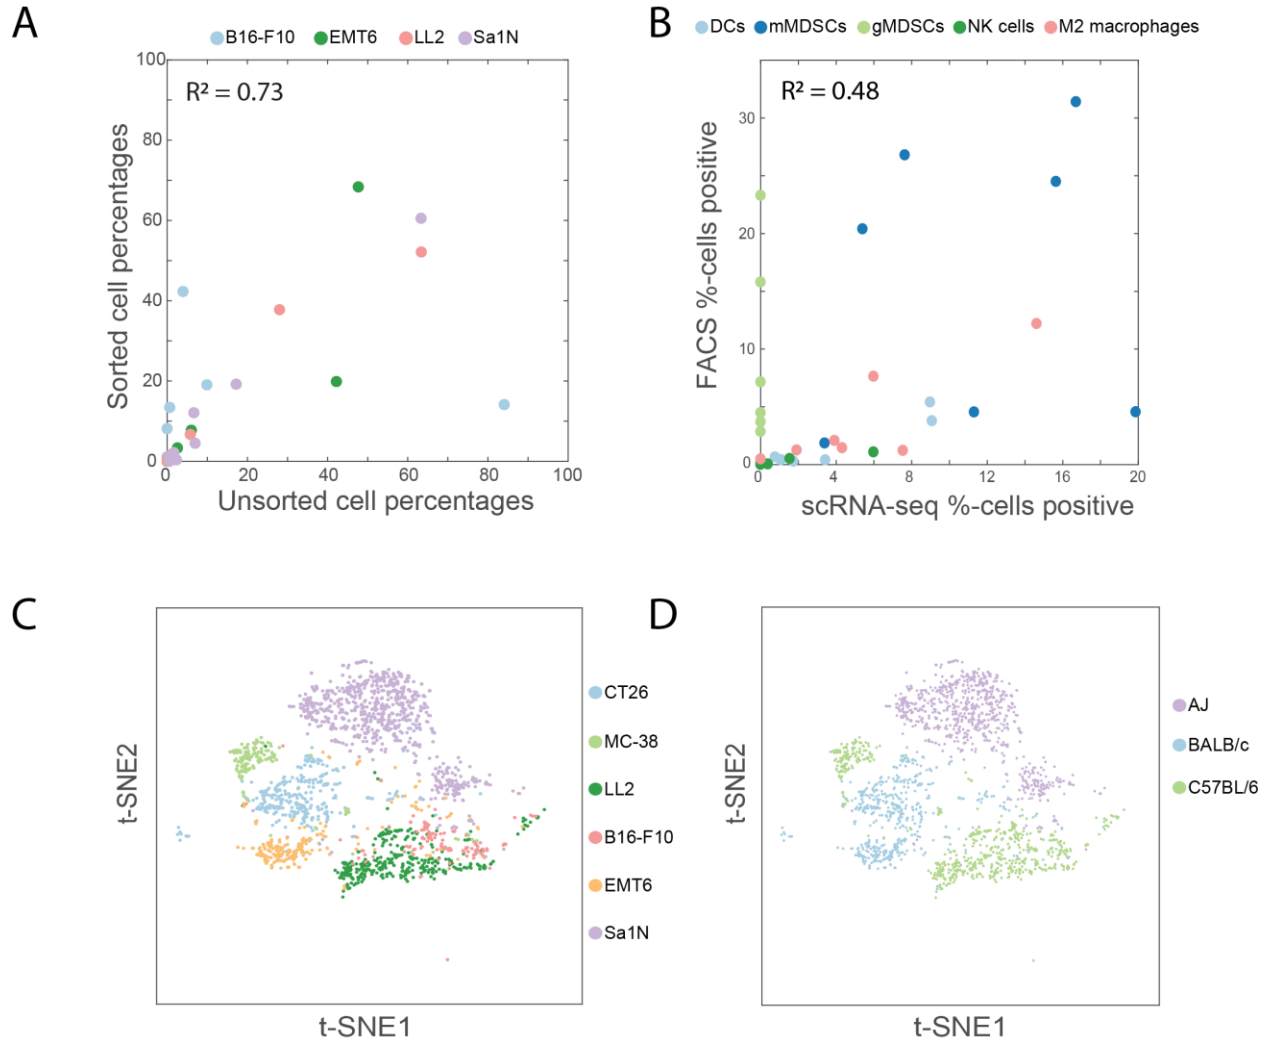 A
B16-F10 EMT6 LL2 Sa1N
R² = 0.73
100
80
60
40
20
0
0 20 40 60 80 100
Sorted cell percentages
Unsorted cell percentages
B
DCs mMDSCs gMDSCs NK cells M2 macrophages
R² = 0.48
30
20
10
0
0 4 8 12 16 20
FACS %-cells positive
scRNA-seq %-cells positive
C
CT26
MC-38
LL2
B16-F10
EMT6
Sa1N
t-SNE2
t-SNE1
D
AJ
BALB/c
C57BL/6
t-SNE2
t-SNE1